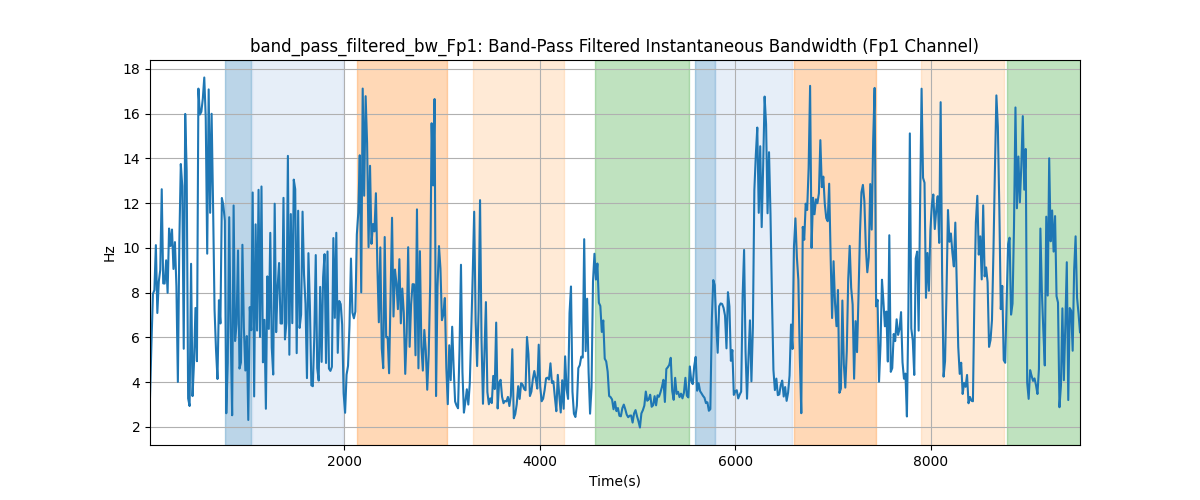 band_pass_filtered_bw_Fp1: Band-Pass Filtered Instantaneous Bandwidth (Fp1 Channel)
18
16
14
12
10
8
6
4
2
Hz
2000 4000 6000 8000
Time(s)